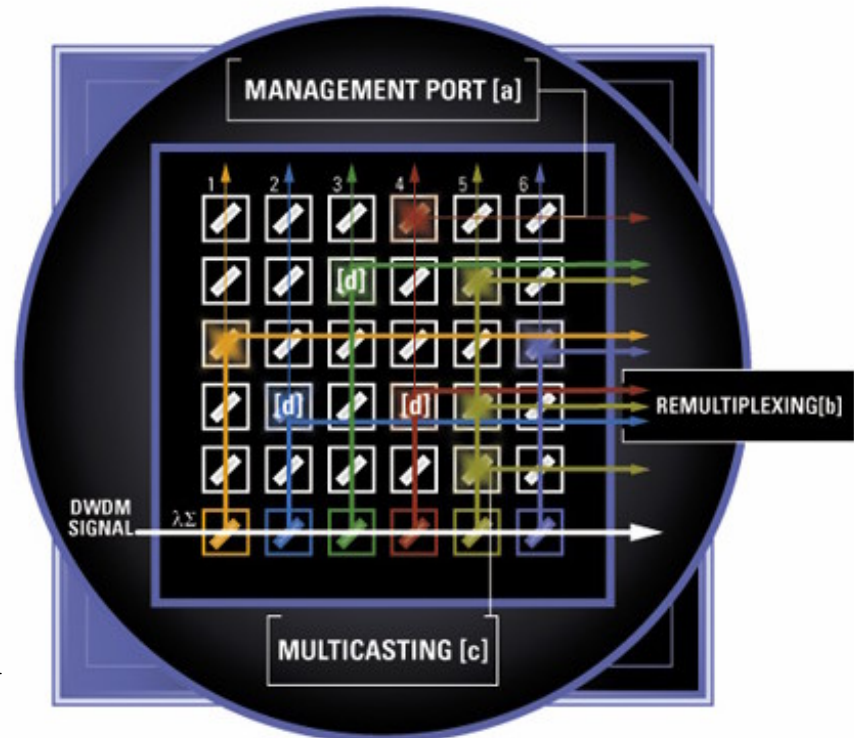 MANAGEMENT PORT [a]
1 2 3 4 5 6
[d]
[d] [d]
REMULTIPLEXING[b]
DWDM
SIGNAL
λΣ
MULTICASTING [c]